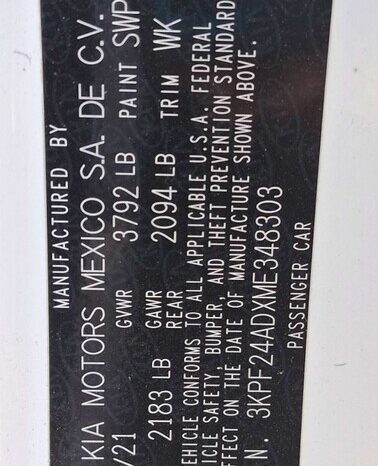 MANUFACTURED BY
KIA MOTORS MEXICO S.A. DE C.V.
/21 GVWR 3792 LB PAINT SWP
2183 LB GAWR REAR 2094 LB TRIM WK
VEHICLE CONFORMS TO ALL APPLICABLE U.S.A. FEDERAL
ICLE SAFETY, BUMPER, AND THEFT PREVENTION STANDARD
EFFECT ON THE DATE OF MANUFACTURE SHOWN ABOVE.
N. 3KPF24ADXME348303
PASSENGER CAR